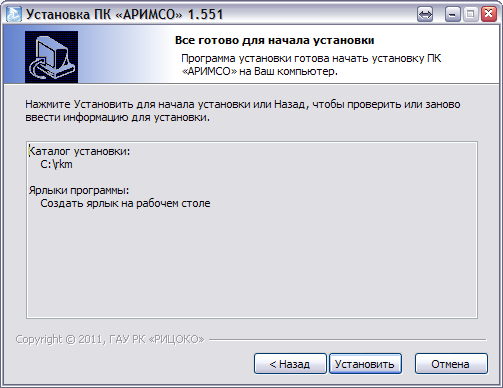 Установка ПК «АРИМСО» 1.551
Все готово для начала установки
Программа установки готова начать установку ПК
«АРИМСО» на Ваш компьютер.
Нажмите Установить для начала установки или Назад, чтобы проверить или заново
ввести информацию для установки.
Каталог установки:
C:\rkm
Ярлыки программы:
Создать ярлык на рабочем столе
Copyright © 2011, ГАУ РК «РИЦОКО»
< Назад
Установить
Отмена